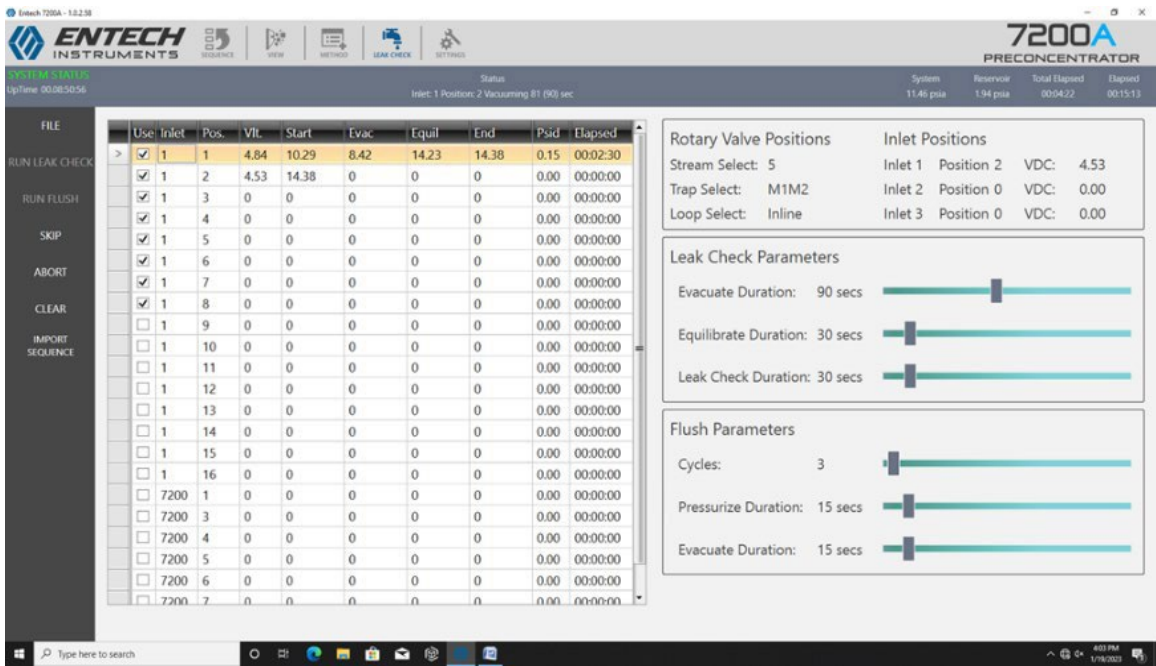 Entech 7200A - 1.0.2.58
ENTECH
INSTRUMENTS
SEQUENCE
VIEW
METHOD
LEAK CHECK
SETTINGS
7200A
PRECONCENTRATOR
SYSTEM STATUS
UpTime 00:08:50:56
Status
Inlet: 1 Position: 2 Vacuuming 81 (90) sec
System Reservoir Total Elapsed Elapsed
11.46 psia 1.94 psia 00:04:22 00:15:13
FILE
RUN LEAK CHECK
RUN FLUSH
SKIP
ABORT
CLEAR
IMPORT
SEQUENCE
Use Inlet Pos. Vlt. Start Evac Equil End Psid Elapsed
> 1 1 4.84 10.29 8.42 14.23 14.38 0.15 00:02:30
1 2 4.53 14.38 0 0 0 0.00 00:00:00
1 3 0 0 0 0 0 0.00 00:00:00
1 4 0 0 0 0 0 0.00 00:00:00
1 5 0 0 0 0 0 0.00 00:00:00
1 6 0 0 0 0 0 0.00 00:00:00
1 7 0 0 0 0 0 0.00 00:00:00
1 8 0 0 0 0 0 0.00 00:00:00
1 9 0 0 0 0 0 0.00 00:00:00
1 10 0 0 0 0 0 0.00 00:00:00
1 11 0 0 0 0 0 0.00 00:00:00
1 12 0 0 0 0 0 0.00 00:00:00
1 13 0 0 0 0 0 0.00 00:00:00
1 14 0 0 0 0 0 0.00 00:00:00
1 15 0 0 0 0 0 0.00 00:00:00
1 16 0 0 0 0 0 0.00 00:00:00
7200 1 0 0 0 0 0 0.00 00:00:00
7200 3 0 0 0 0 0 0.00 00:00:00
7200 4 0 0 0 0 0 0.00 00:00:00
7200 5 0 0 0 0 0 0.00 00:00:00
7200 6 0 0 0 0 0 0.00 00:00:00
7200 7 0 0 0 0 0 0.00 00:00:00
Rotary Valve Positions
Stream Select: 5
Trap Select: M1M2
Loop Select: Inline
Inlet Positions
Inlet 1 Position 2 VDC: 4.53
Inlet 2 Position 0 VDC: 0.00
Inlet 3 Position 0 VDC: 0.00
Leak Check Parameters
Evacuate Duration: 90 secs
Equilibrate Duration: 30 secs
Leak Check Duration: 30 secs
Flush Parameters
Cycles: 3
Pressurize Duration: 15 secs
Evacuate Duration: 15 secs
Type here to search
4:03 PM
1/19/2023